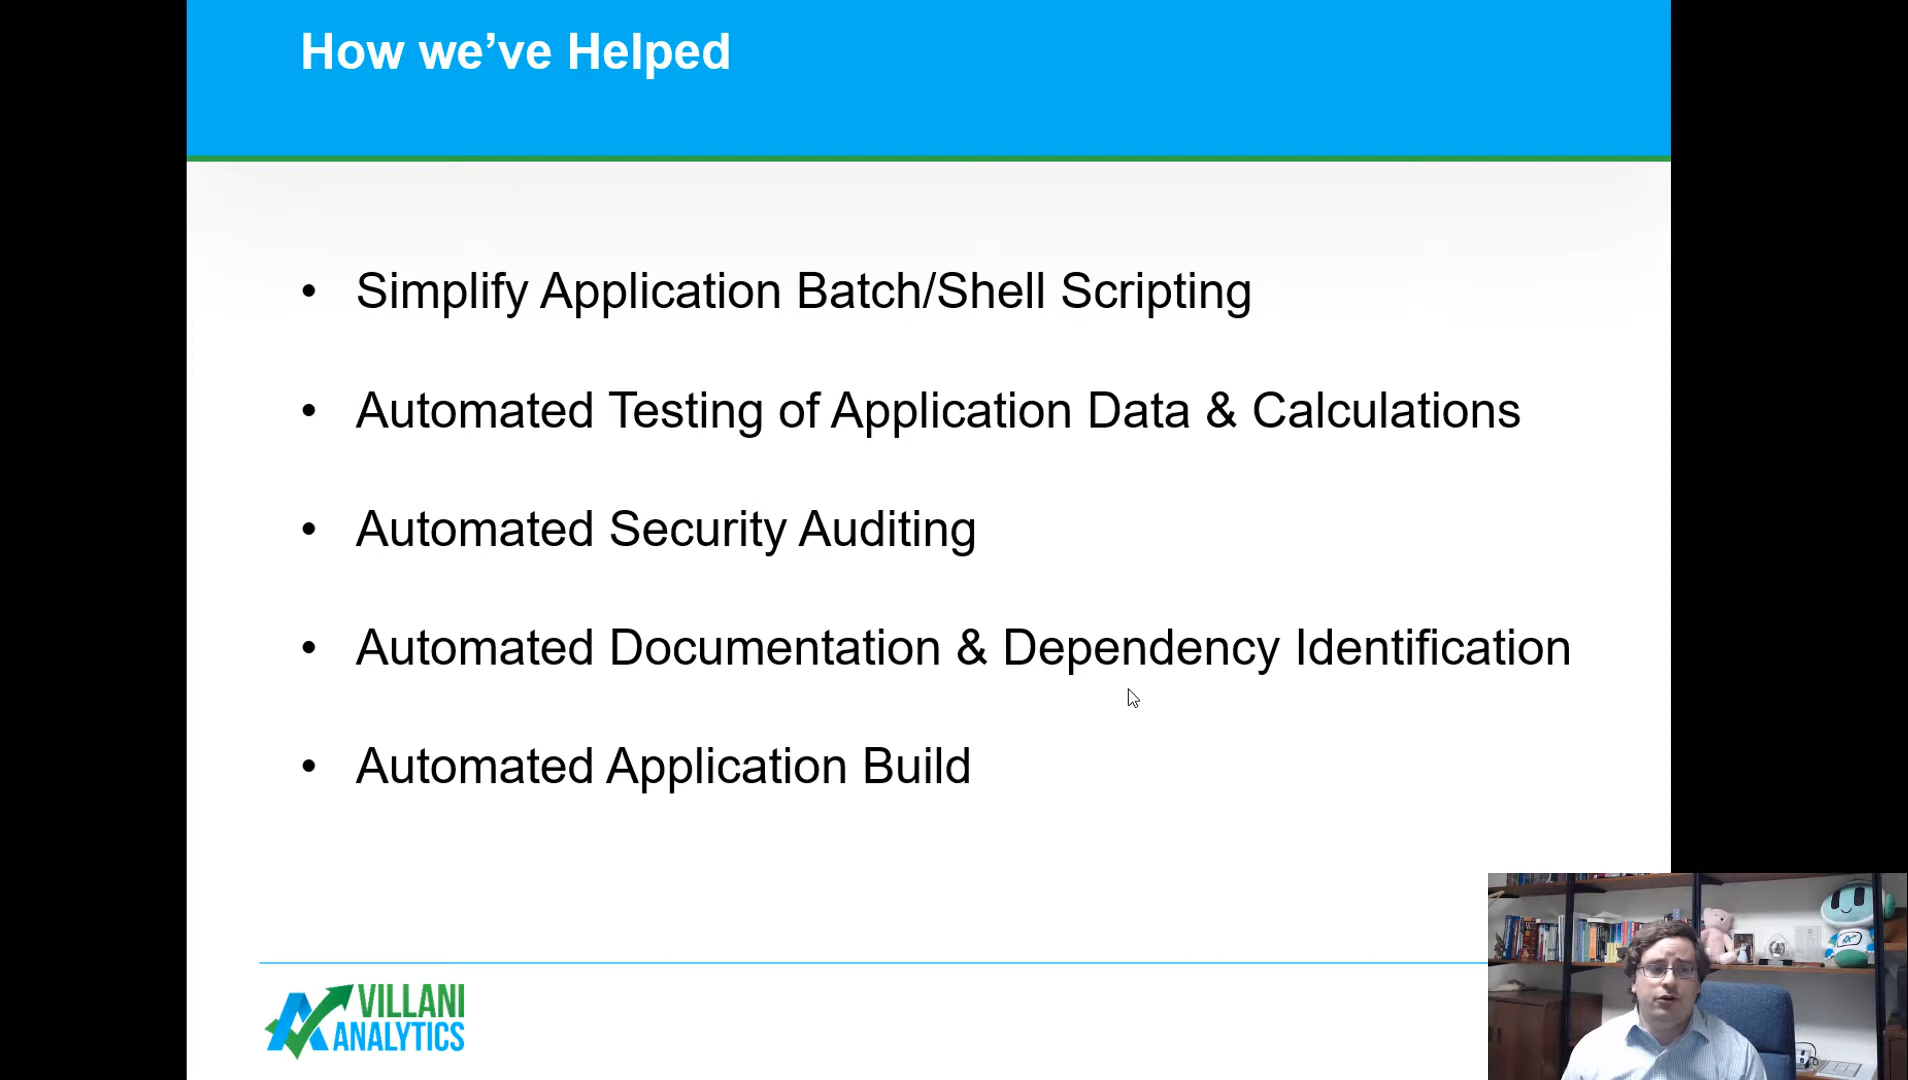 How we’ve Helped
• Simplify Application Batch/Shell Scripting
• Automated Testing of Application Data & Calculations
• Automated Security Auditing
• Automated Documentation & Dependency Identification
• Automated Application Build
VILLANI
ANALYTICS